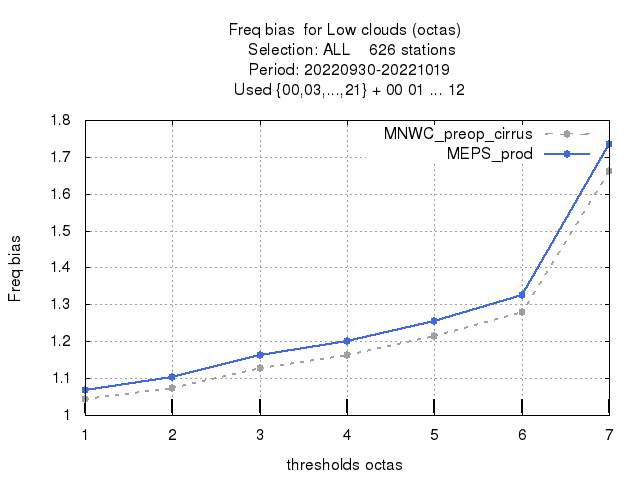 Freq bias  for Low clouds (octas)
Selection: ALL    626 stations
Period: 20220930-20221019
Used {00,03,...,21} + 00 01 ... 12
MNWC_preop_cirrus
MEPS_prod
1.8
1.7
1.6
1.5
1.4
1.3
1.2
1.1
1
Freq bias
1 2 3 4 5 6 7
thresholds octas